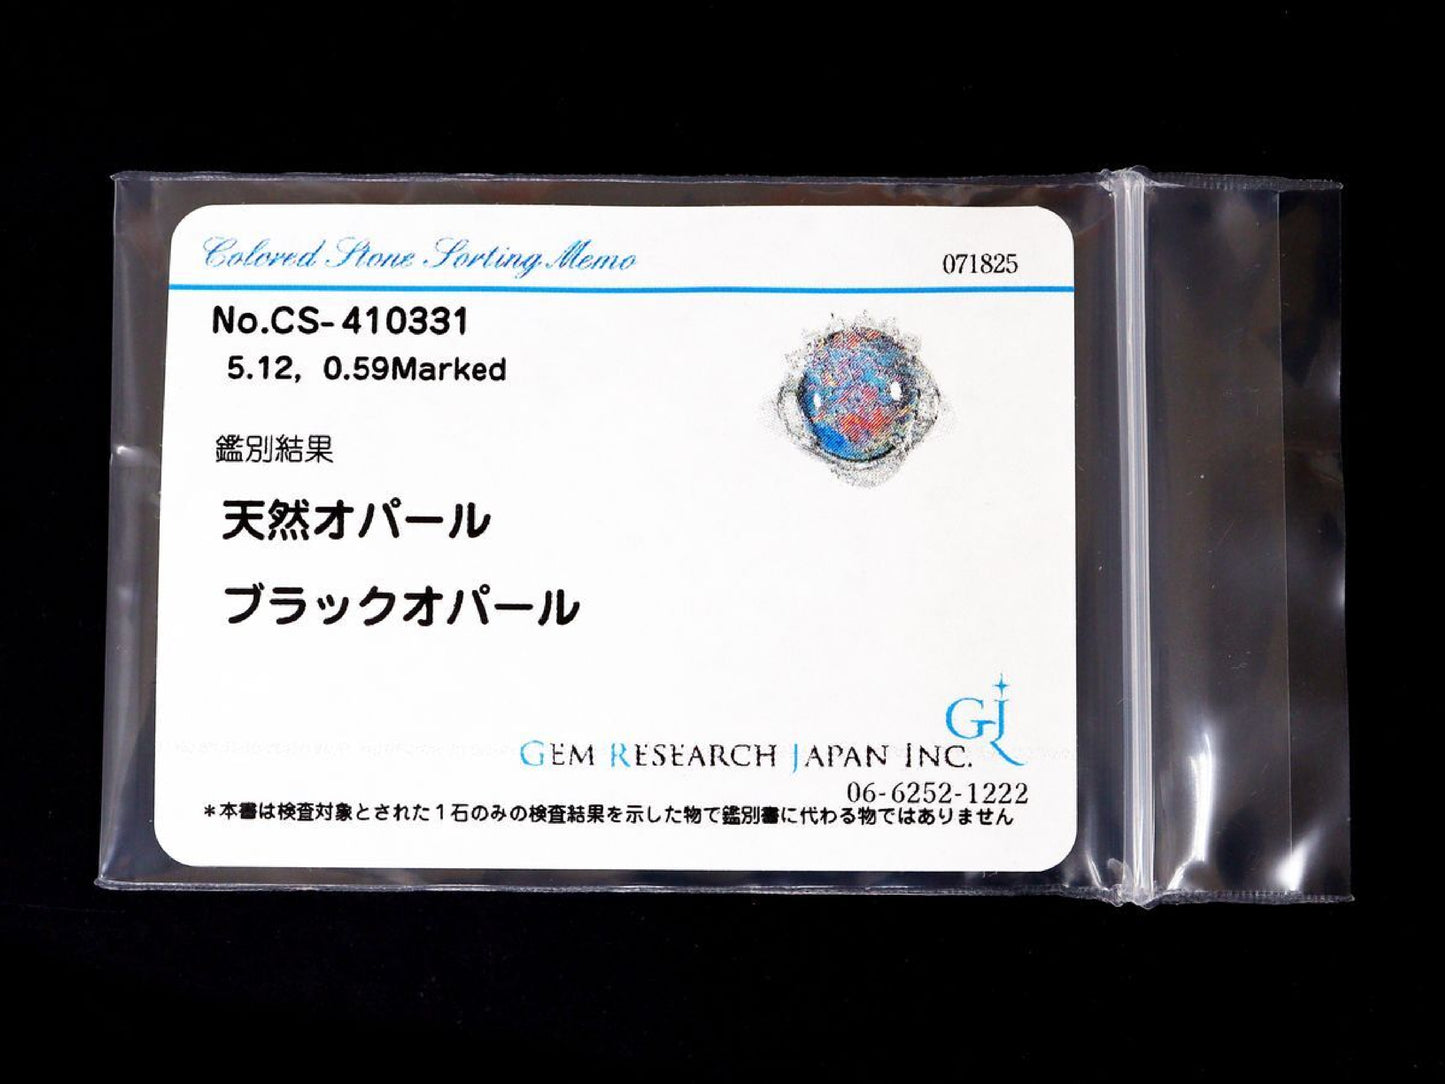 Colored Stone Sorting Memo
071825
No.CS-410331
5.12, 0.59Marked
鑑別結果
天然オパール
ブラックオパール
GJR
GEM RESEARCH JAPAN INC.
06-6252-1222
*本書は検査対象とされた1石のみの検査結果を示した物で鑑別書に代わる物ではありません